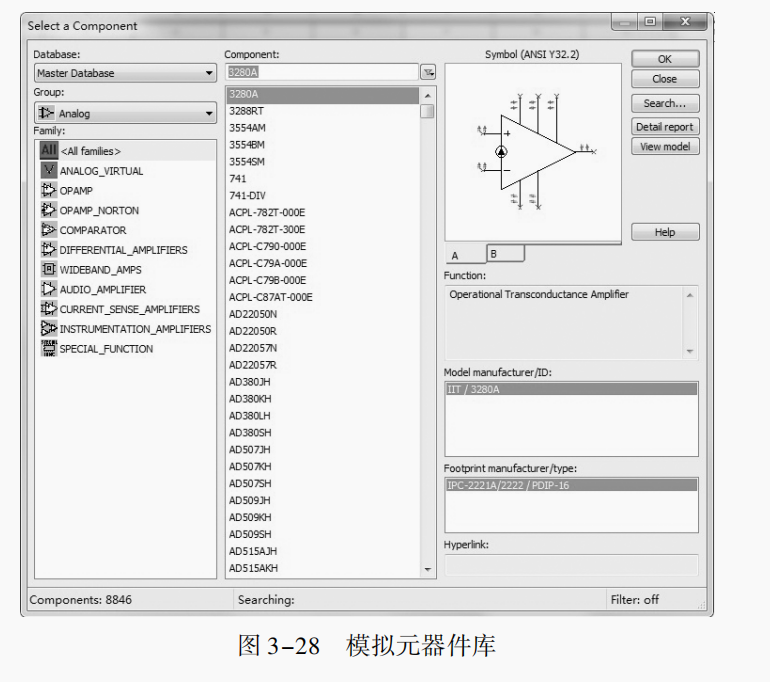 Select a Component
Database:
Master Database
Group:
Analog
Family:
All <All families>
ANALOG_VIRTUAL
OPAMP
OPAMP_NORTON
COMPARATOR
DIFFERENTIAL_AMPLIFIERS
WIDEBAND_AMPS
AUDIO_AMPLIFIER
CURRENT_SENSE_AMPLIFIERS
INSTRUMENTATION_AMPLIFIERS
SPECIAL_FUNCTION
Component:
3280A
3280A
3288RT
3554AM
3554BM
3554SM
741
741-DIV
ACPL-782T-000E
ACPL-782T-300E
ACPL-C790-000E
ACPL-C79A-000E
ACPL-C79B-000E
ACPL-C87AT-000E
AD22050N
AD22050R
AD22057N
AD22057R
AD380JH
AD380KH
AD380LH
AD380SH
AD507JH
AD507KH
AD507SH
AD509JH
AD509KH
AD509SH
AD515AJH
AD515AKH
Symbol (ANSI Y32.2)
A
B
Function:
Operational Transconductance Amplifier
Model manufacturer/ID:
IIT / 3280A
Footprint manufacturer/type:
IPC-2221A/2222 / PDIP-16
Hyperlink:
OK
Close
Search...
Detail report
View model
Help
Components: 8846
Searching:
Filter: off
图 3-28 模拟元器件库